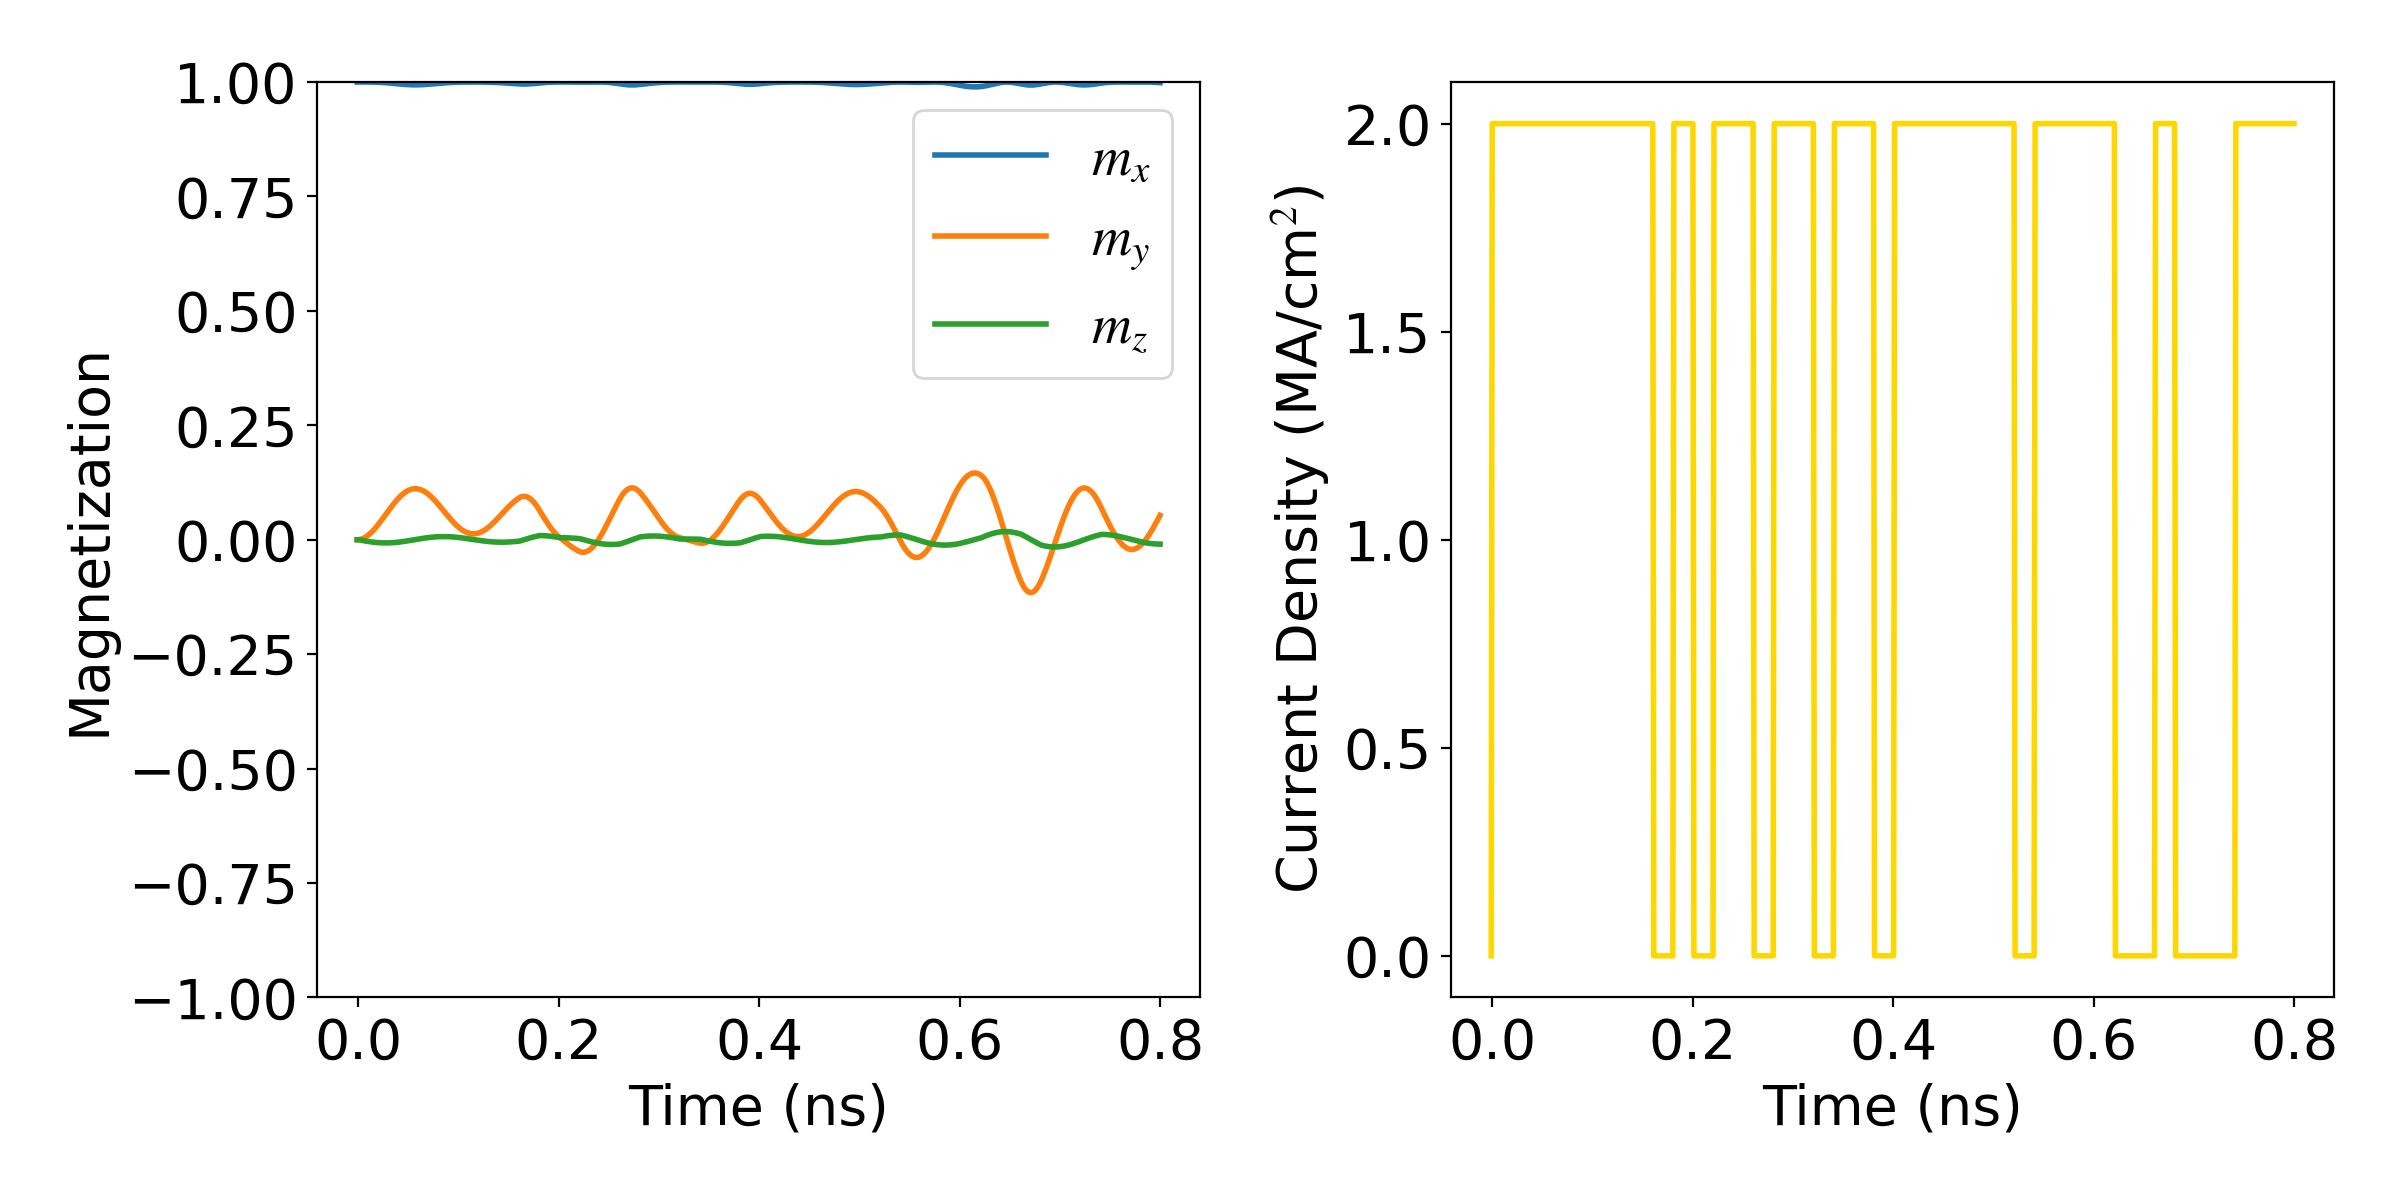 Magnetization
1.00
0.75
0.50
0.25
0.00
−0.25
−0.50
−0.75
−1.00
0.0 0.2 0.4 0.6 0.8
Time (ns)
m_x
m_y
m_z
Current Density (MA/cm²)
2.0
1.5
1.0
0.5
0.0
0.0 0.2 0.4 0.6 0.8
Time (ns)